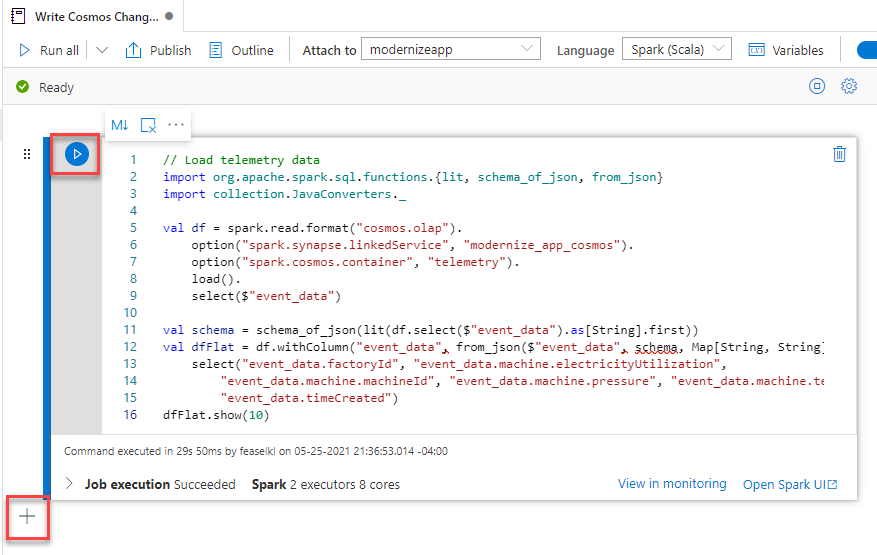 Write Cosmos Chang...
Run all Publish Outline Attach to modernizeapp Language Spark (Scala) Variables
Ready
M↓ ...
1 // Load telemetry data
2 import org.apache.spark.sql.functions.{lit, schema_of_json, from_json}
3 import collection.JavaConverters._
4
5 val df = spark.read.format("cosmos.olap").
6 option("spark.synapse.linkedService", "modernize_app_cosmos").
7 option("spark.cosmos.container", "telemetry").
8 load().
9 select($"event_data")
10
11 val schema = schema_of_json(lit(df.select($"event_data").as[String].first))
12 val dfFlat = df.withColumn("event_data", from_json($"event_data", schema, Map[String, String]
13 select("event_data.factoryId", "event_data.machine.electricityUtilization",
14 "event_data.machine.machineId", "event_data.machine.pressure", "event_data.machine.te
15 "event_data.timeCreated")
16 dfFlat.show(10)
Command executed in 29s 50ms by feaselkl on 05-25-2021 21:36:53.014 -04:00
Job execution Succeeded Spark 2 executors 8 cores View in monitoring Open Spark UI